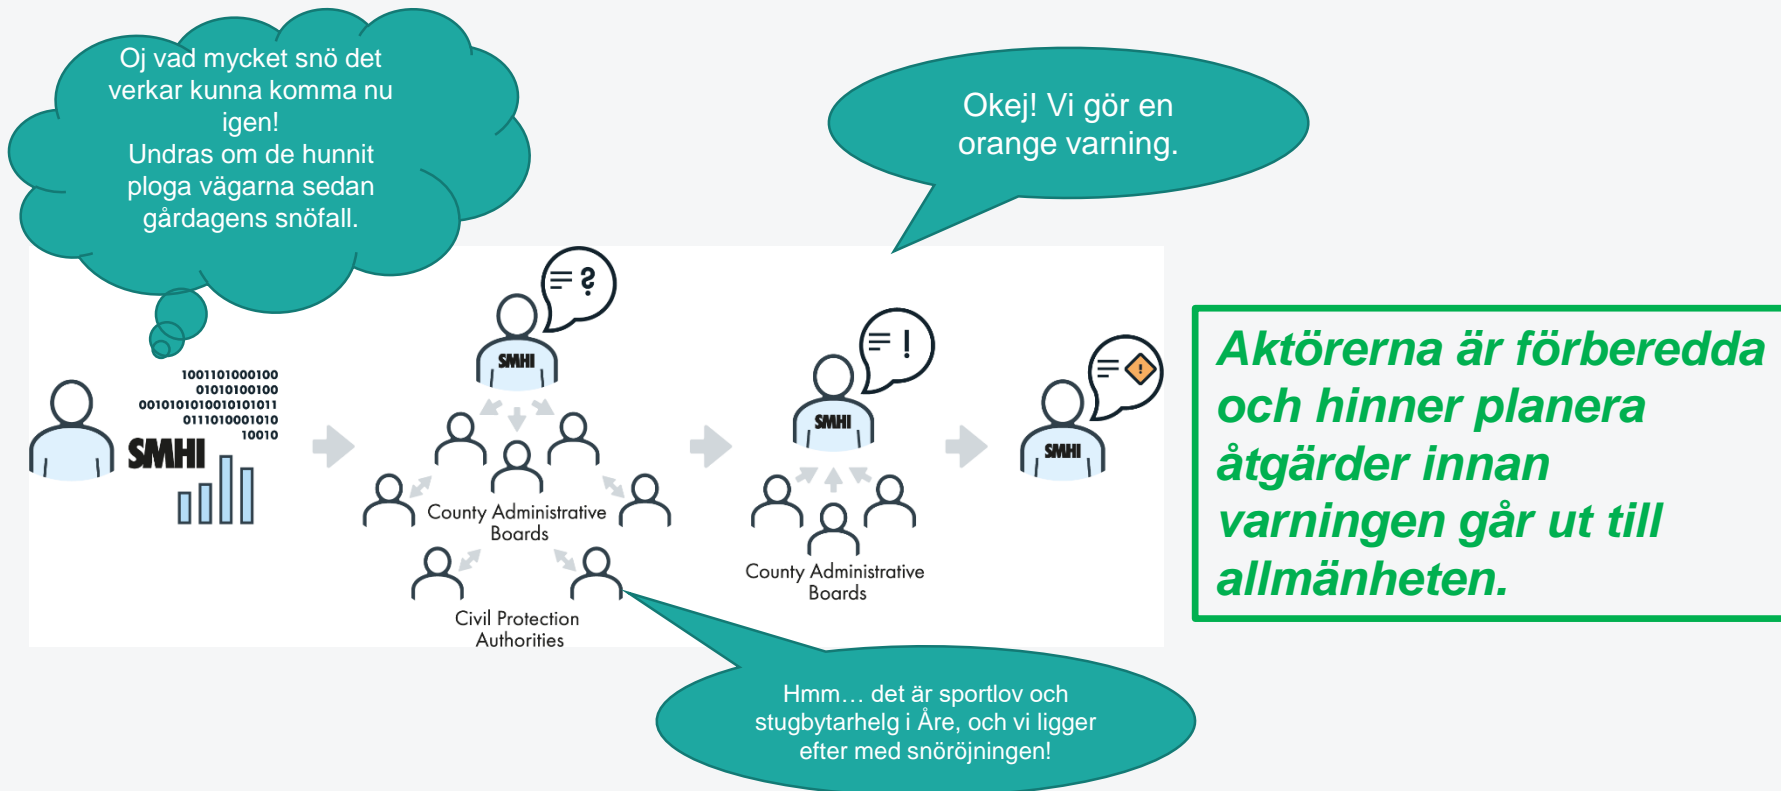 Oj vad mycket snö det
verkar kunna komma nu
igen!
Undras om de hunnit
ploga vägarna sedan
gårdagens snöfall.
Okej! Vi gör en
orange varning.
1001101000100
01010100100
0010101010010101011
0111010001010
10010
SMHI
?
SMHI
County Administrative
Boards
Civil Protection
Authorities
!
SMHI
County Administrative
Boards
!
SMHI
Hmm… det är sportlov och
stugbytarhelg i Åre, och vi ligger
efter med snöröjningen!
Aktörerna är förberedda
och hinner planera
åtgärder innan
varningen går ut till
allmänheten.